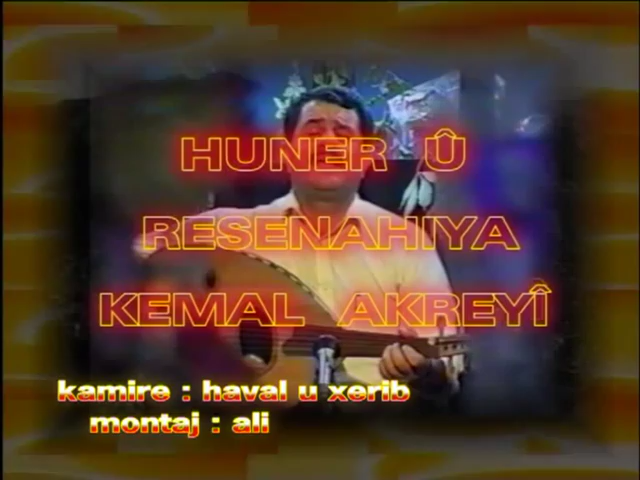 HUNER Û
RESENAHIYA
KEMAL AKREYÎ
kamire : haval u xerib
montaj : ali